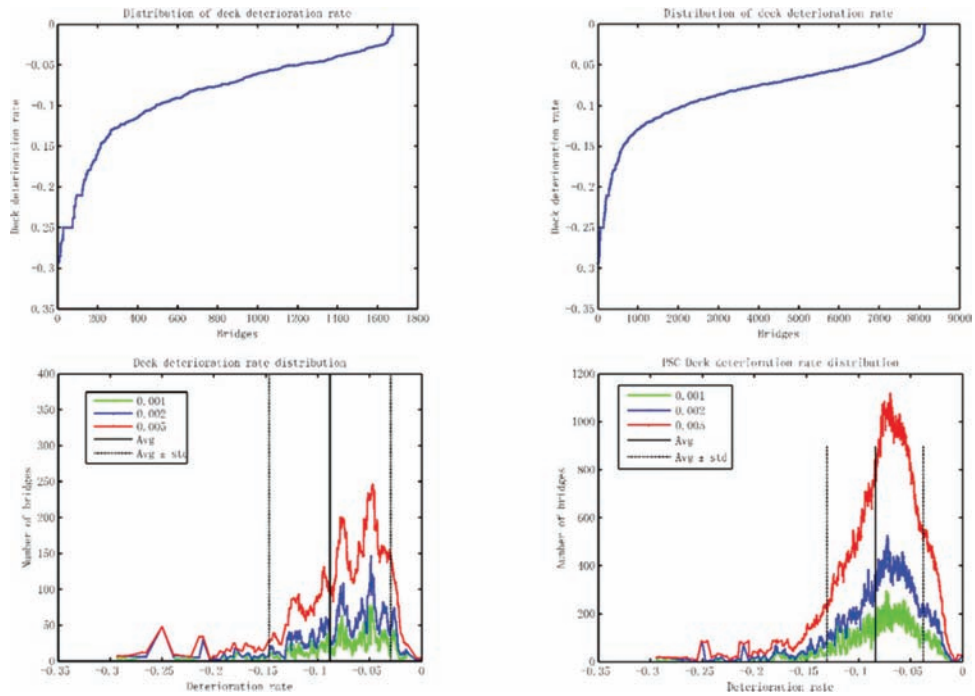 Distribution of deck deterioration rate
0
-0.05
-0.1
0.15
-0.2
0.25
-0.3
0.35
Deck deterioration rate
0 200 400 600 800 1000 1200 1400 1600 1800
Bridges
Distribution of deck deterioration rate
0
-0.05
-0.1
0.15
-0.2
0.25
-0.3
0.35
Deck deterioration rate
0 1000 2000 3000 4000 5000 6000 7000 8000 9000
Bridges
Deck deterioration rate distribution
400
350
300
250
200
150
100
50
0
Number of bridges
0.001
0.002
0.005
Avg
Avg ± std
-0.35 -0.3 -0.25 -0.2 -0.15 -0.1 -0.05 0
Deterioration rate
PSC Deck deterioration rate distribution
1200
1000
800
600
400
200
0
Number of bridges
0.001
0.002
0.005
Avg
Avg ± std
-0.35 -0.3 -0.25 -0.2 -0.15 -0.1 -0.05 0
Deterioration rate